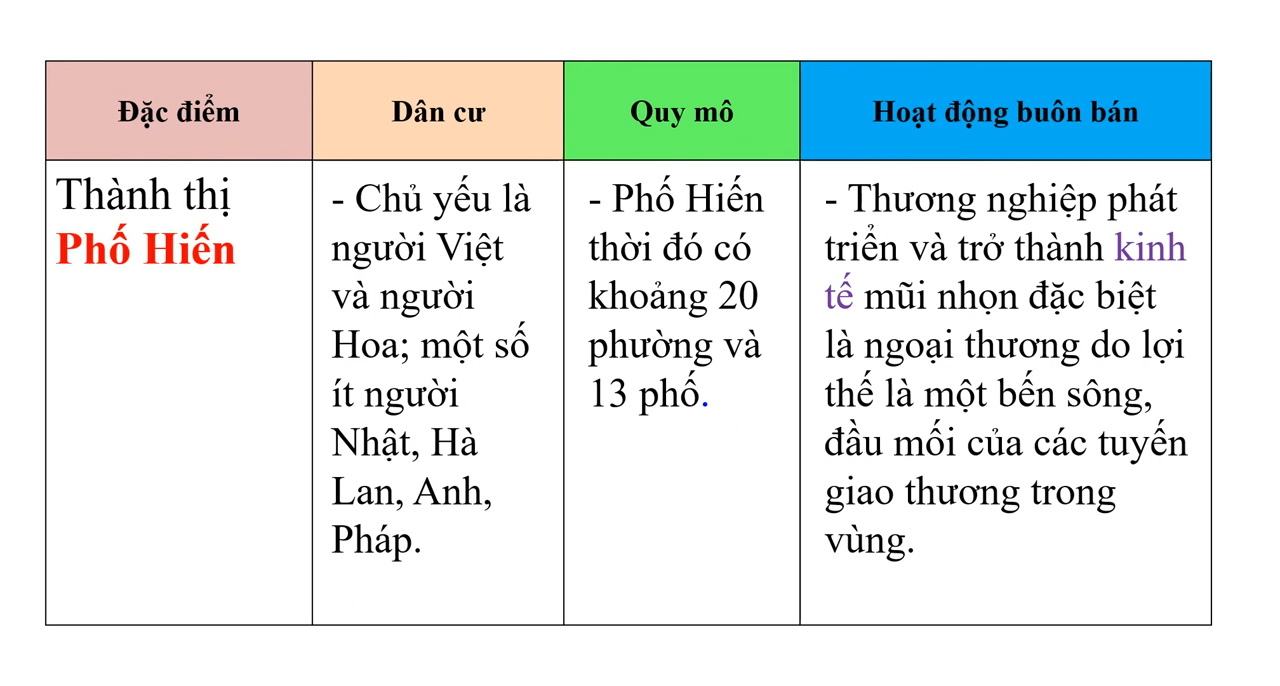 Đặc điểm
Dân cư
Quy mô
Hoạt động buôn bán
Thành thị
Phố Hiến
- Chủ yếu là
người Việt
và người
Hoa; một số
ít người
Nhật, Hà
Lan, Anh,
Pháp.
- Phố Hiến
thời đó có
khoảng 20
phường và
13 phố.
- Thương nghiệp phát
triển và trở thành kinh
tế mũi nhọn đặc biệt
là ngoại thương do lợi
thế là một bến sông,
đầu mối của các tuyến
giao thương trong
vùng.